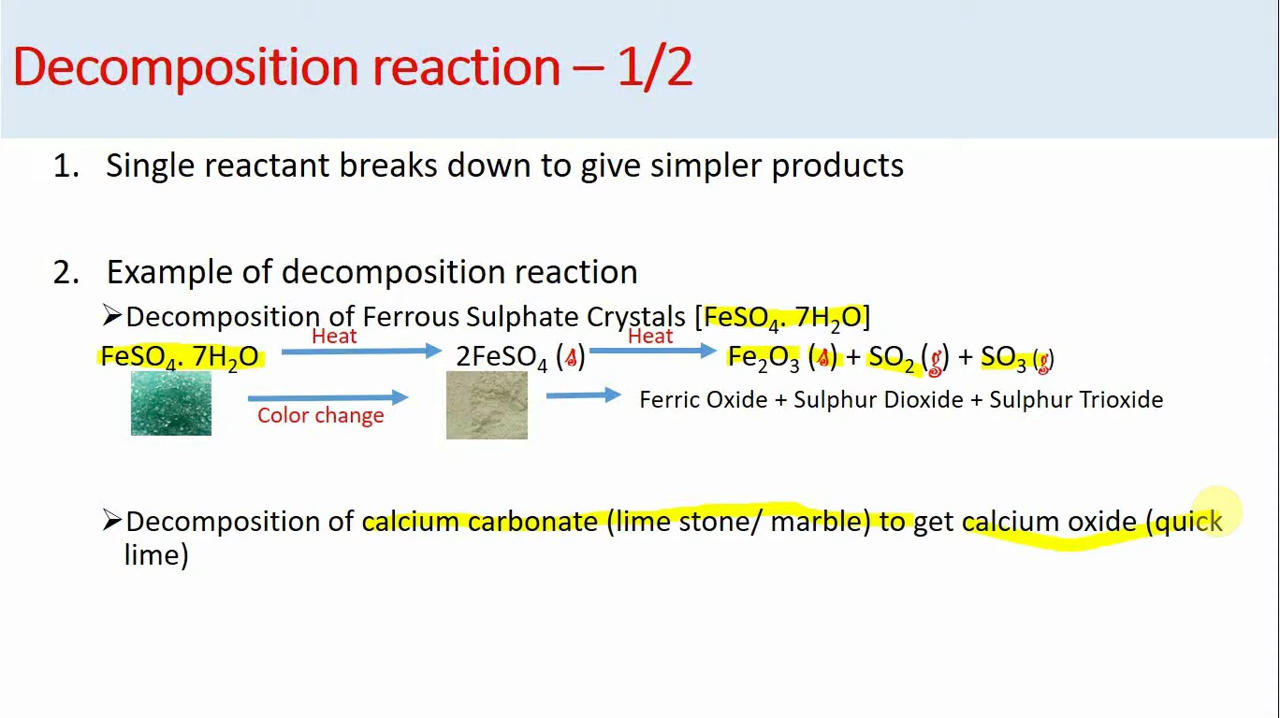 Decomposition reaction – 1/2
1. Single reactant breaks down to give simpler products
2. Example of decomposition reaction
➢Decomposition of Ferrous Sulphate Crystals [FeSO₄. 7H₂O]
Heat Heat
FeSO₄. 7H₂O 2FeSO₄ (s) Fe₂O₃ (s) + SO₂ (g) + SO₃ (g)
Color change Ferric Oxide + Sulphur Dioxide + Sulphur Trioxide
➢Decomposition of calcium carbonate (lime stone/ marble) to get calcium oxide (quick
lime)